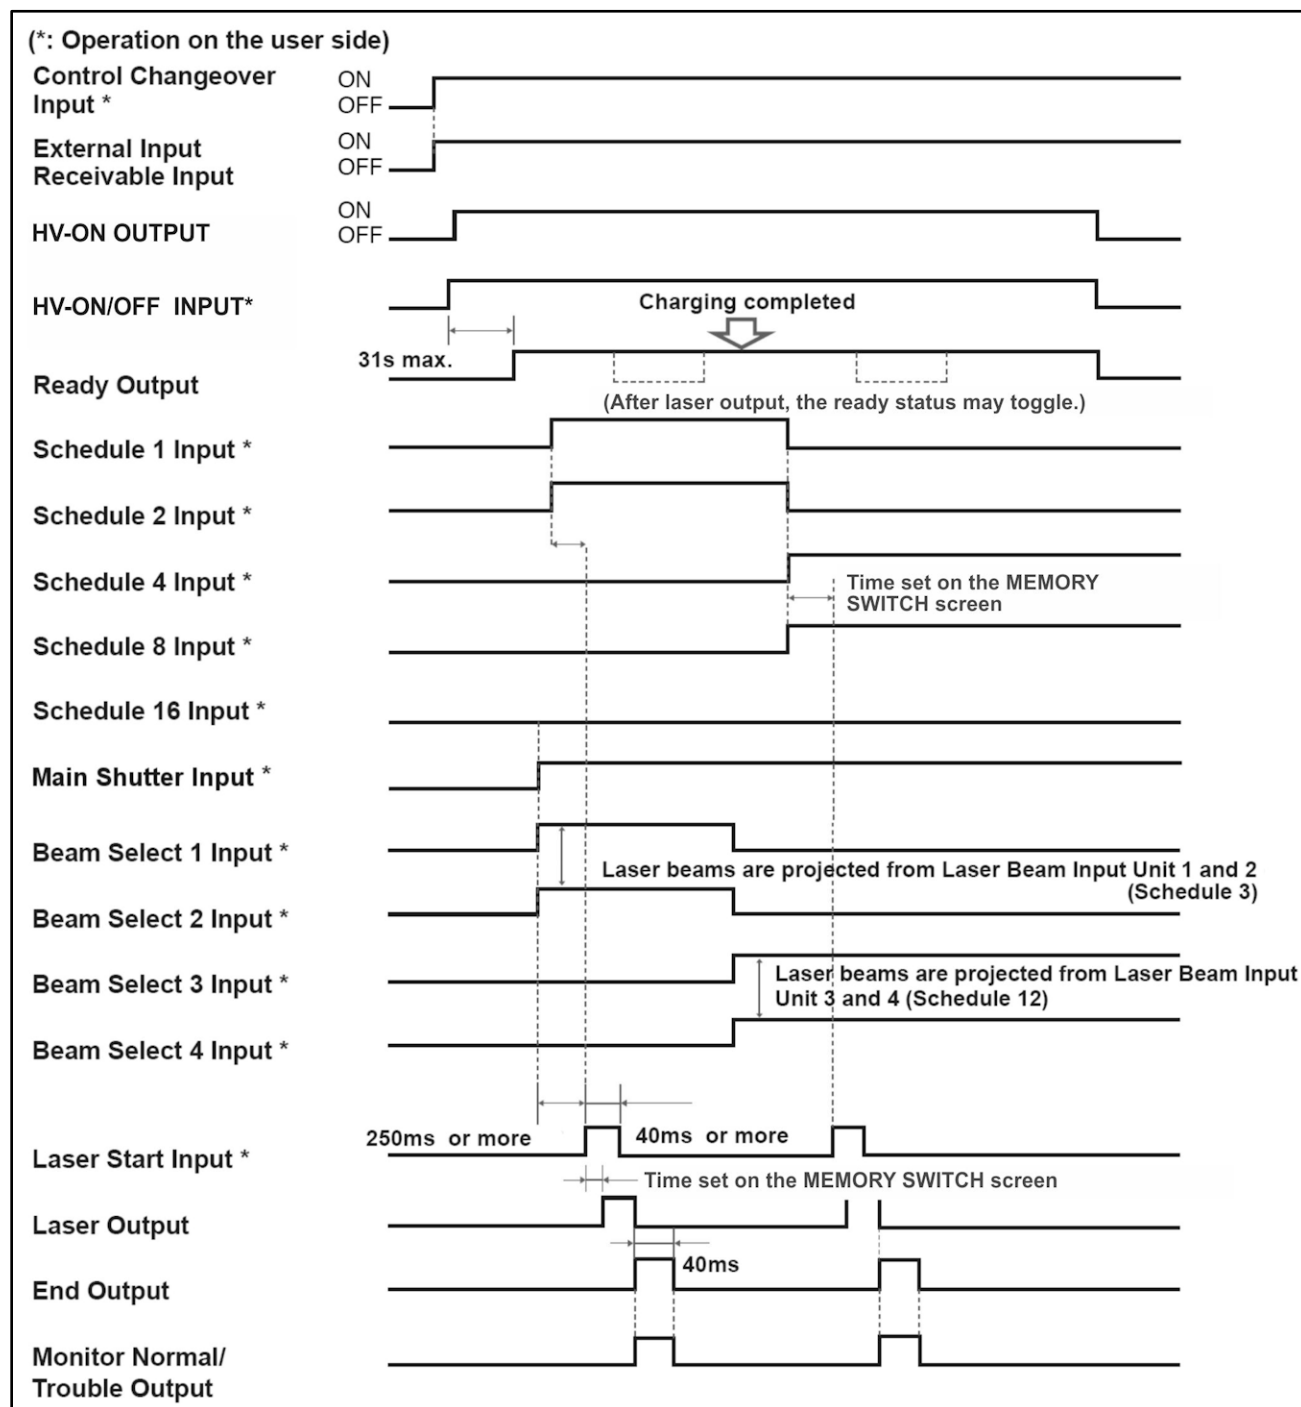 (*: Operation on the user side)
Control Changeover
Input *
ON
OFF
External Input
Receivable Input
ON
OFF
HV-ON OUTPUT
ON
OFF
HV-ON/OFF INPUT*
Charging completed
31s max.
Ready Output
(After laser output, the ready status may toggle.)
Schedule 1 Input *
Schedule 2 Input *
Schedule 4 Input *
Time set on the MEMORY
SWITCH screen
Schedule 8 Input *
Schedule 16 Input *
Main Shutter Input *
Beam Select 1 Input *
Laser beams are projected from Laser Beam Input Unit 1 and 2
(Schedule 3)
Beam Select 2 Input *
Beam Select 3 Input *
Laser beams are projected from Laser Beam Input
Unit 3 and 4 (Schedule 12)
Beam Select 4 Input *
250ms or more
40ms or more
Laser Start Input *
Time set on the MEMORY SWITCH screen
Laser Output
40ms
End Output
Monitor Normal/
Trouble Output